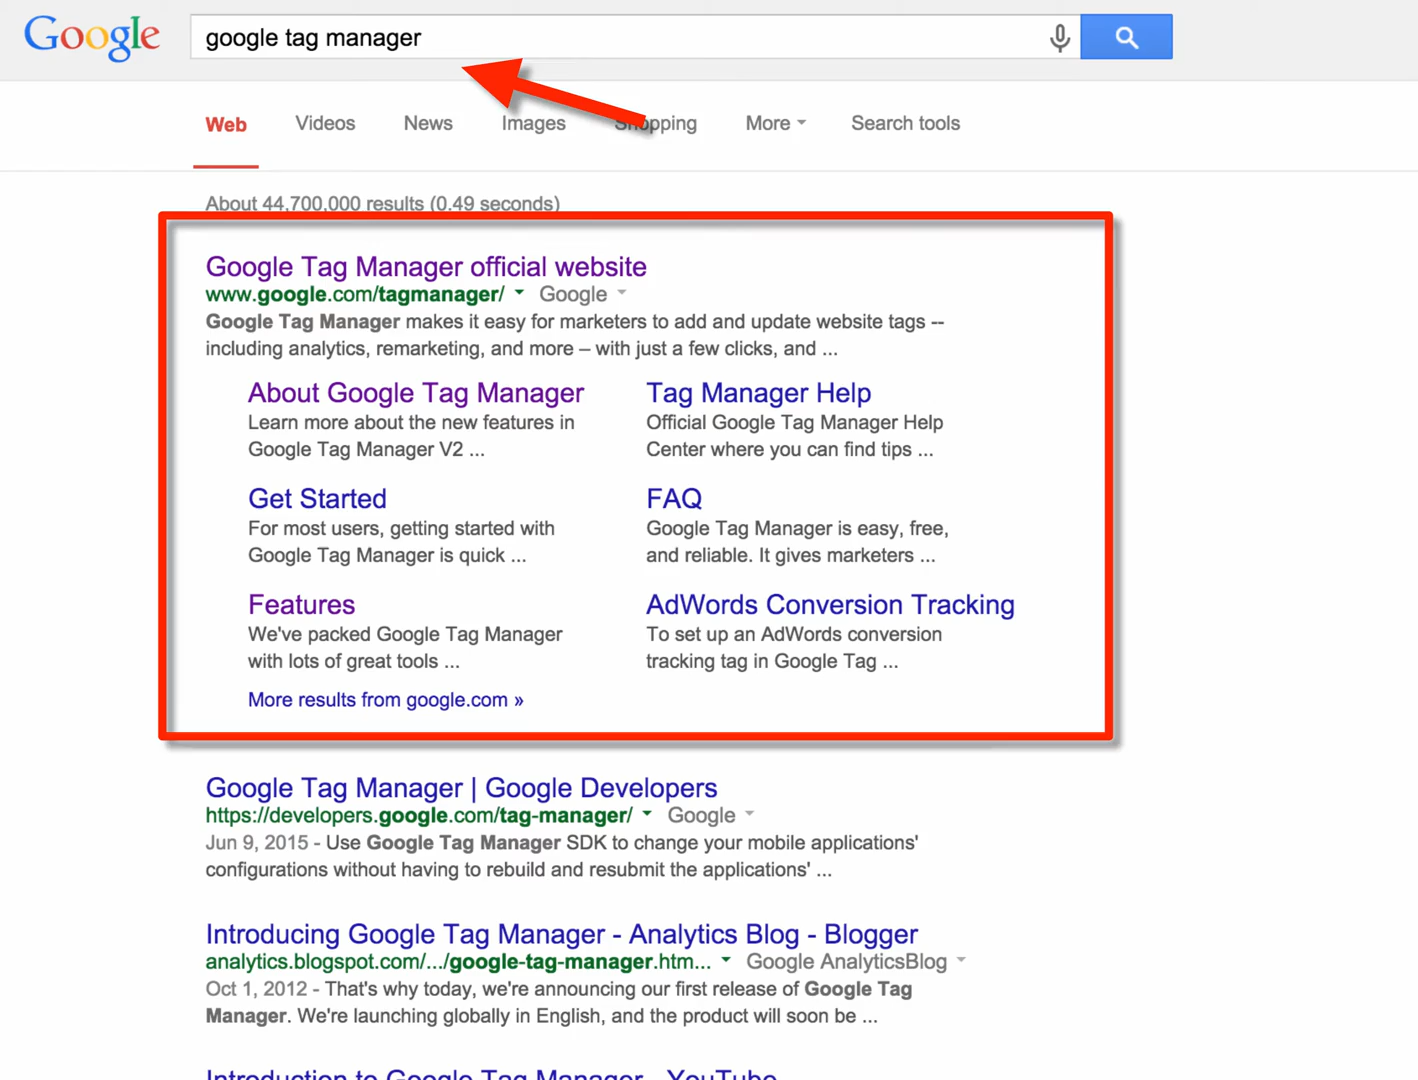 Google
google tag manager
Web Videos News Images Shopping More Search tools
About 44,700,000 results (0.49 seconds)
Google Tag Manager official website
www.google.com/tagmanager/ Google
Google Tag Manager makes it easy for marketers to add and update website tags --
including analytics, remarketing, and more – with just a few clicks, and ...
About Google Tag Manager
Learn more about the new features in
Google Tag Manager V2 ...
Tag Manager Help
Official Google Tag Manager Help
Center where you can find tips ...
Get Started
For most users, getting started with
Google Tag Manager is quick ...
FAQ
Google Tag Manager is easy, free,
and reliable. It gives marketers ...
Features
We've packed Google Tag Manager
with lots of great tools ...
AdWords Conversion Tracking
To set up an AdWords conversion
tracking tag in Google Tag ...
More results from google.com »
Google Tag Manager | Google Developers
https://developers.google.com/tag-manager/ Google
Jun 9, 2015 - Use Google Tag Manager SDK to change your mobile applications'
configurations without having to rebuild and resubmit the applications' ...
Introducing Google Tag Manager - Analytics Blog - Blogger
analytics.blogspot.com/.../google-tag-manager.htm... Google AnalyticsBlog
Oct 1, 2012 - That's why today, we're announcing our first release of Google Tag
Manager. We're launching globally in English, and the product will soon be ...
Introduction to Google Tag Manager - YouTube